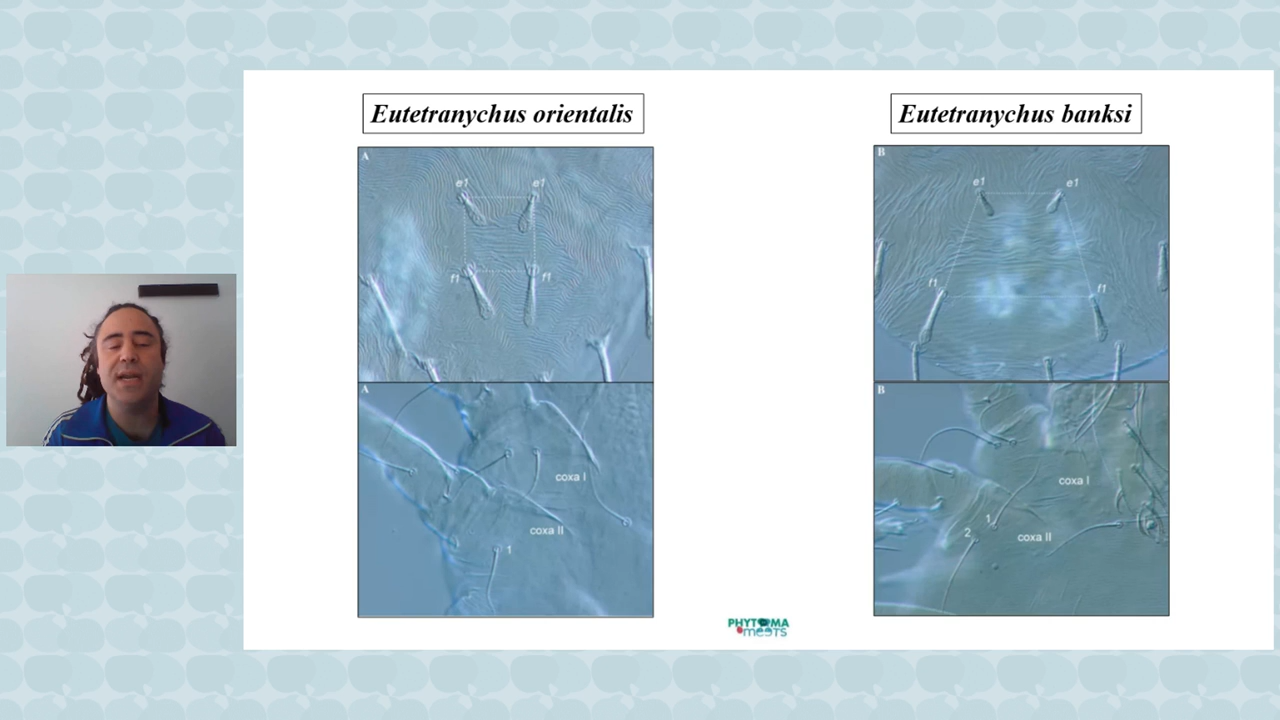 Eutetranychus orientalis
Eutetranychus banksi
A
e1 e1
f1 f1
B
e1 e1
f1 f1
A
coxa I
coxa II
1
B
coxa I
1
2 coxa II
PHYTOMA
meeTs